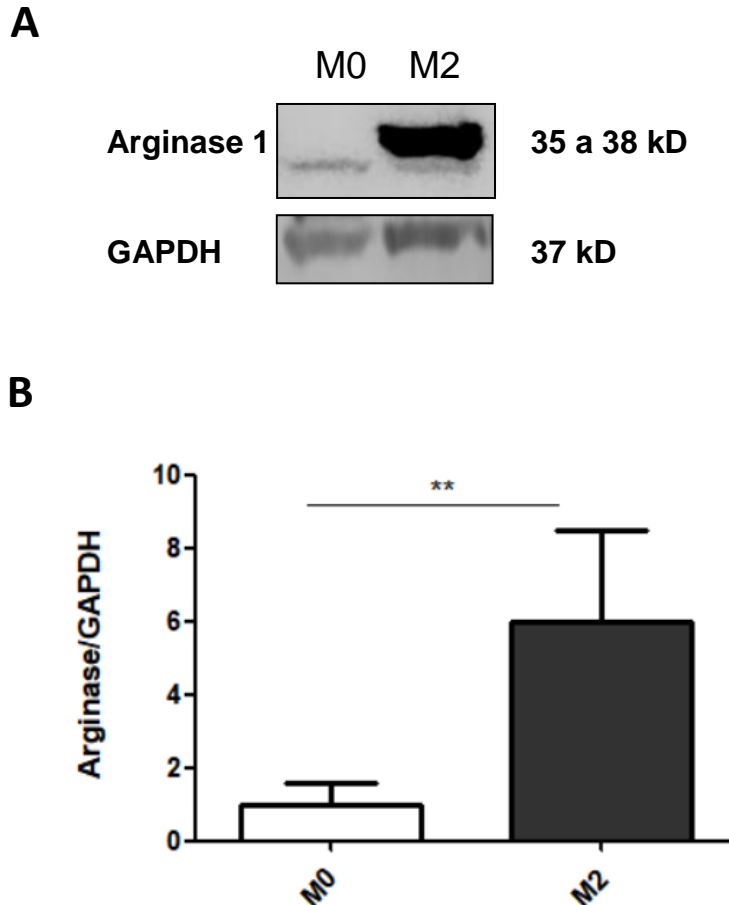 A
M0 M2
Arginase 1 35 a 38 kD
GAPDH 37 kD
B
10
**
8
6
4
2
0
Arginase/GAPDH
M0 M2